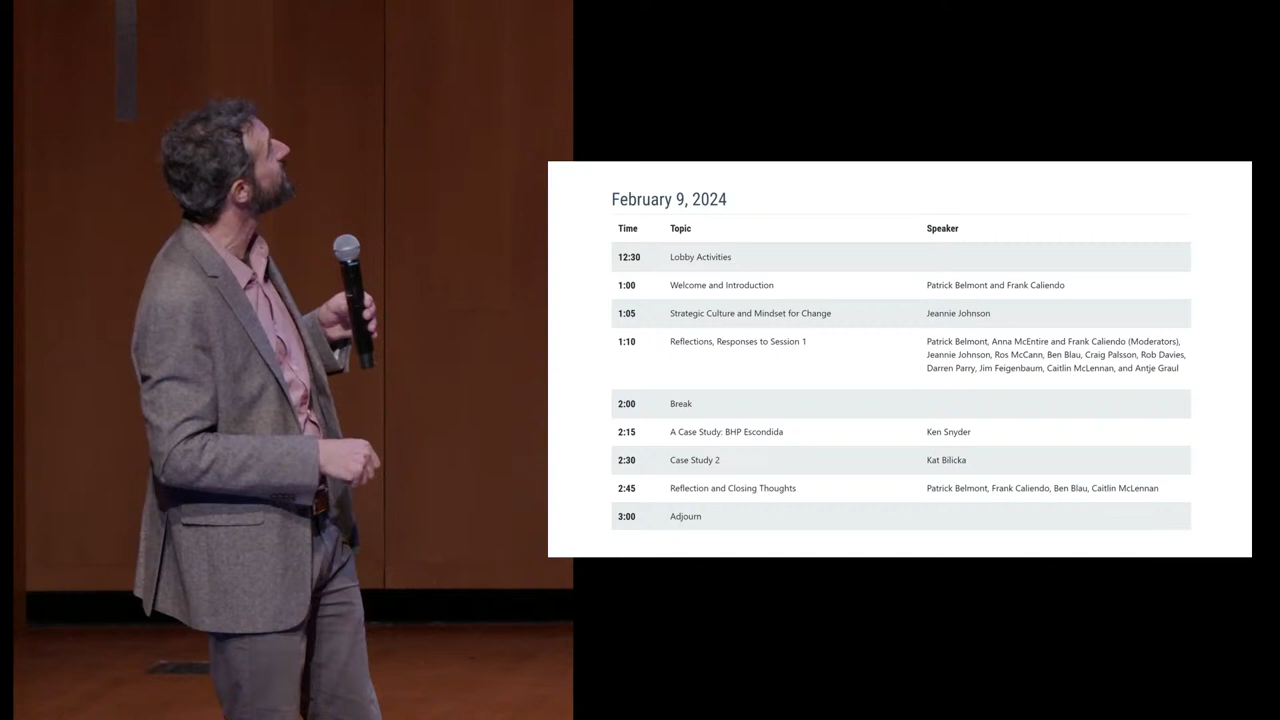 February 9, 2024
Time Topic Speaker
12:30 Lobby Activities
1:00 Welcome and Introduction Patrick Belmont and Frank Caliendo
1:05 Strategic Culture and Mindset for Change Jeannie Johnson
1:10 Reflections, Responses to Session 1 Patrick Belmont, Anna McEntire and Frank Caliendo (Moderators),
Jeannie Johnson, Ros McCann, Ben Blau, Craig Palsson, Rob Davies,
Darren Parry, Jim Feigenbaum, Caitlin McLennan, and Antje Graul
2:00 Break
2:15 A Case Study: BHP Escondida Ken Snyder
2:30 Case Study 2 Kat Bilicka
2:45 Reflection and Closing Thoughts Patrick Belmont, Frank Caliendo, Ben Blau, Caitlin McLennan
3:00 Adjourn